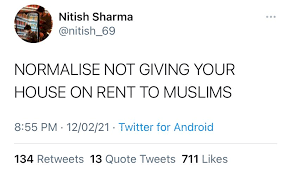 Nitish Sharma
@nitish_69
NORMALISE NOT GIVING YOUR
HOUSE ON RENT TO MUSLIMS
8:55 PM · 12/02/21 · Twitter for Android
134 Retweets 13 Quote Tweets 711 Likes